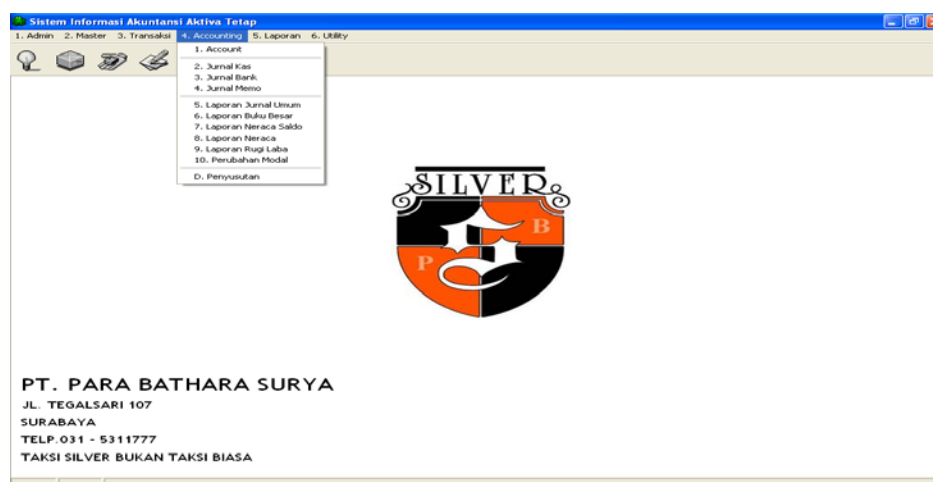 Sistem Informasi Akuntansi Aktiva Tetap
1. Admin 2. Master 3. Transaksi 4. Accounting 5. Laporan 6. Utility
1. Account
2. Jurnal Kas
3. Jurnal Bank
4. Jurnal Memo
5. Laporan Jurnal Umum
6. Laporan Buku Besar
7. Laporan Neraca Saldo
8. Laporan Neraca
9. Laporan Rugi Laba
10. Perubahan Modal
D. Penyusutan
SILVER
S
B
P
PT. PARA BATHARA SURYA
JL. TEGALSARI 107
SURABAYA
TELP.031 - 5311777
TAKSI SILVER BUKAN TAKSI BIASA